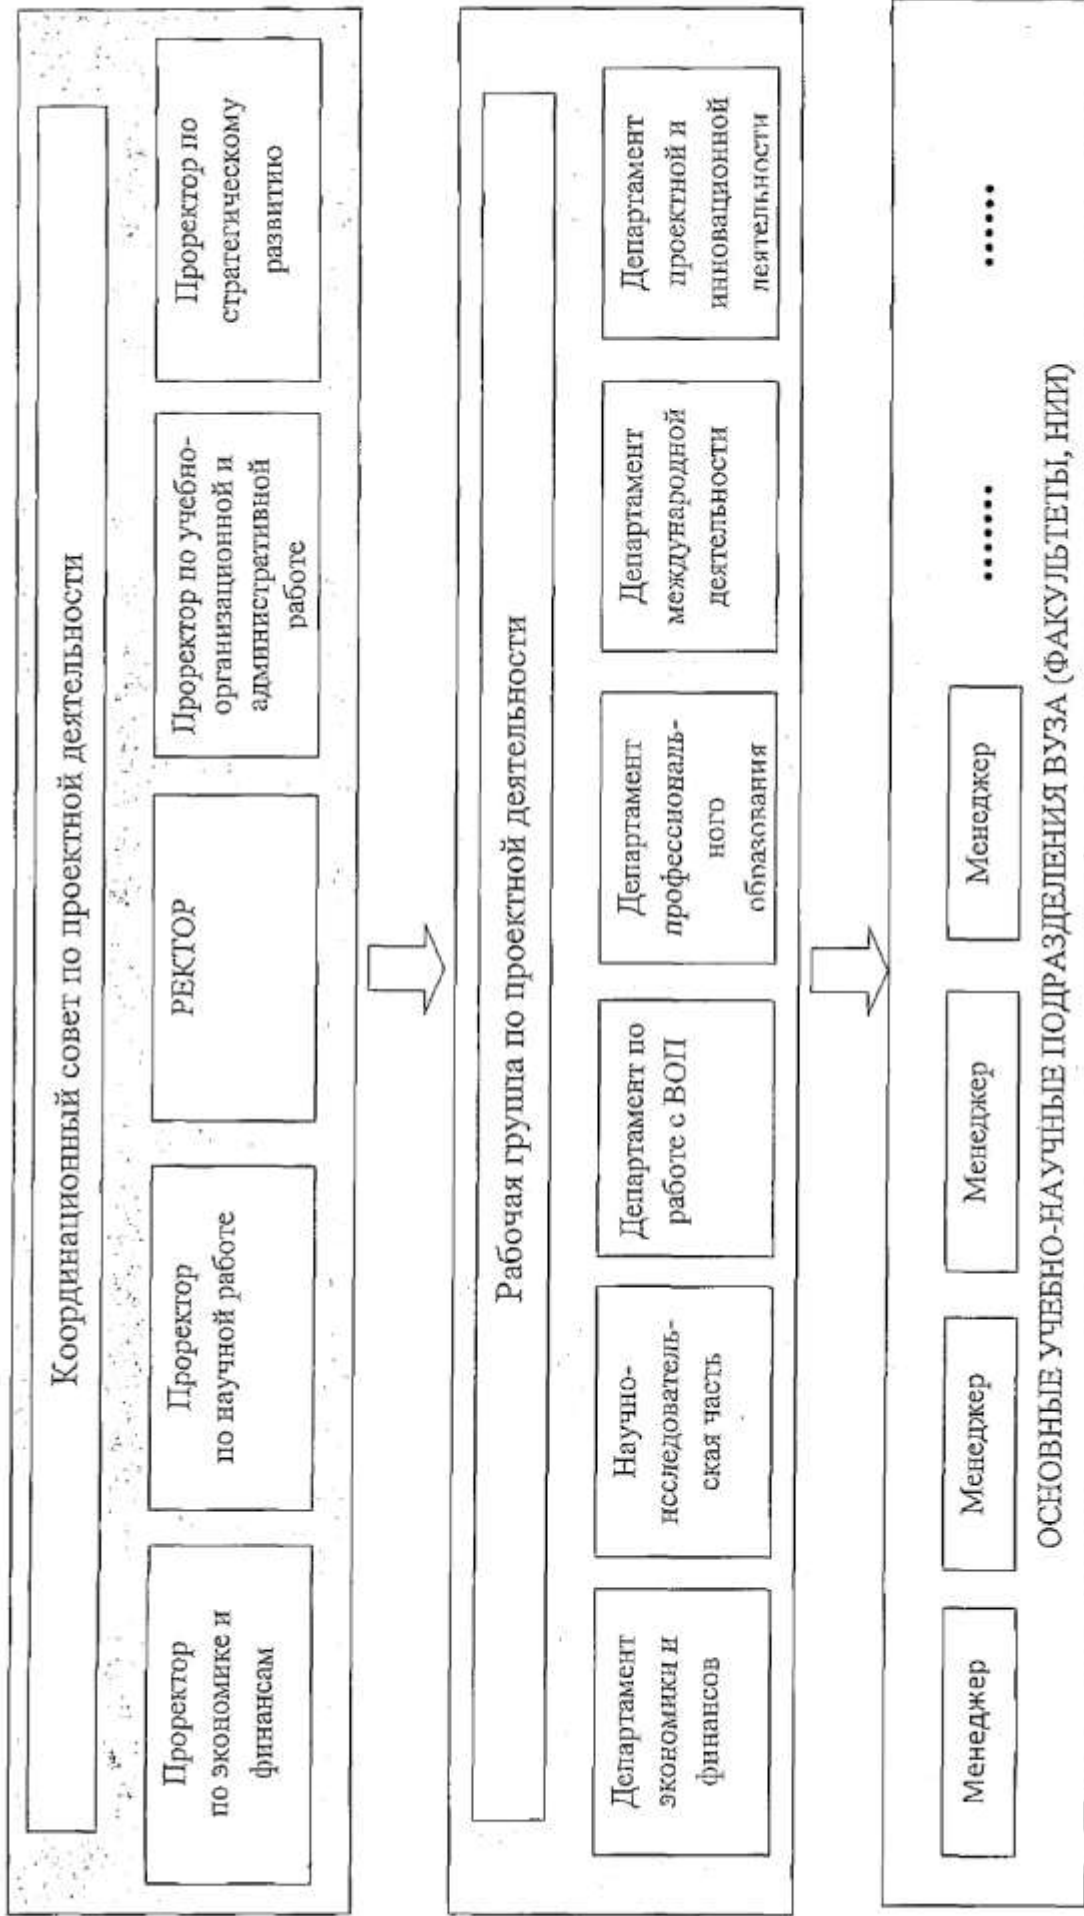 Координационный совет по проектной деятельности
Проректор
по экономике и
финансам
Проректор
по научной работе
РЕКТОР
Проректор по учебно-
организационной и
административной
работе
Проректор по
стратегическому
развитию
Рабочая группа по проектной деятельности
Департамент
экономики и
финансов
Научно-
исследователь-
ская часть
Департамент по
работе с ВОП
Департамент
профессиональ-
ного
образования
Департамент
международной
деятельности
Департамент
проектной и
инновационной
деятельности
Менеджер
Менеджер
Менеджер
Менеджер
.......
......
ОСНОВНЫЕ УЧЕБНО-НАУЧНЫЕ ПОДРАЗДЕЛЕНИЯ ВУЗА (ФАКУЛЬТЕТЫ, НИИ)